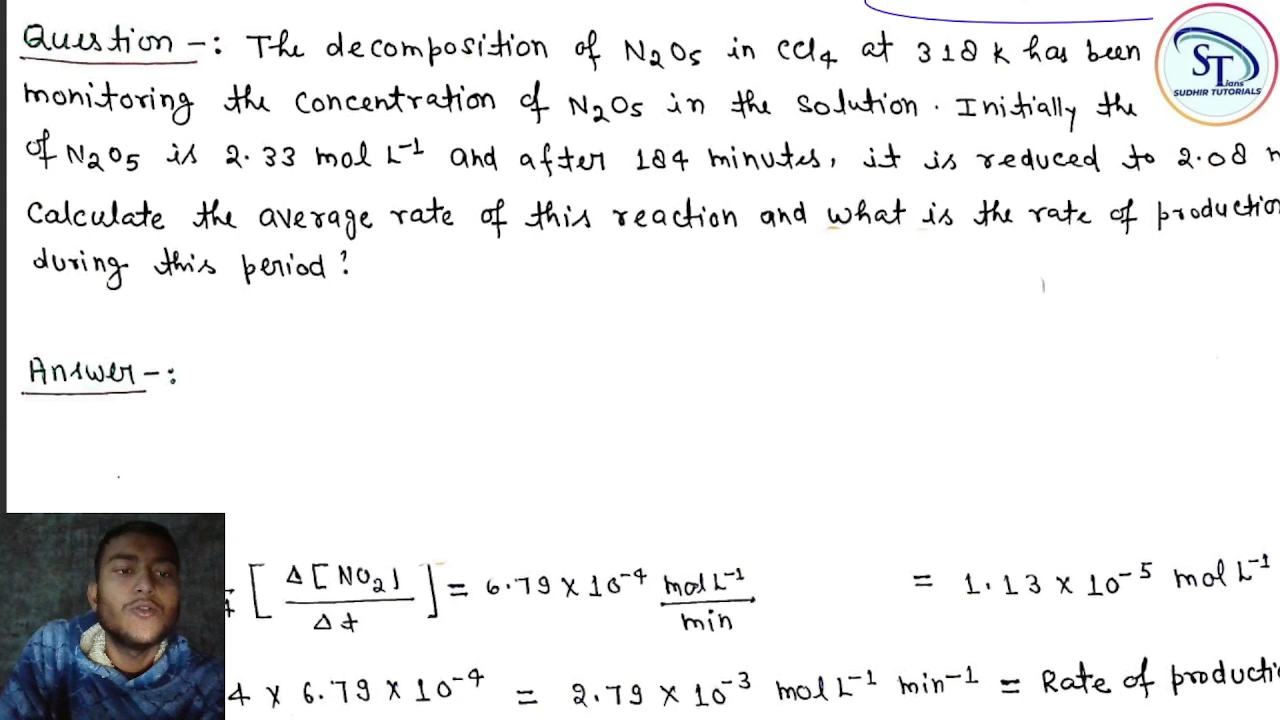 Question -: The decomposition of N2O5 in CCl4 at 318 K has been
monitoring the concentration of N2O5 in the solution. Initially the
of N2O5 is 2.33 mol L⁻¹ and after 184 minutes, it is reduced to 2.08
Calculate the average rate of this reaction and what is the rate of production
during this period?
ST
Jans
SUDHIR TUTORIALS
Answer -:
[Δ[NO2]/Δt] = 6.79 × 10⁻⁴ mol L⁻¹/min = 1.13 × 10⁻⁵ mol L⁻¹
4 × 6.79 × 10⁻⁴ = 2.79 × 10⁻³ mol L⁻¹ min⁻¹ = Rate of production